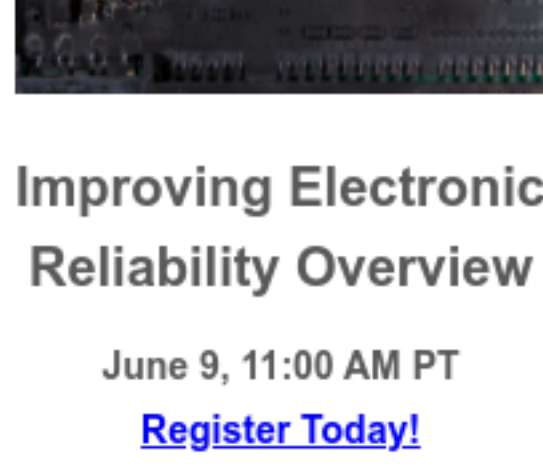 Improving Electronic
Reliability Overview
June 9, 11:00 AM PT
Register Today!